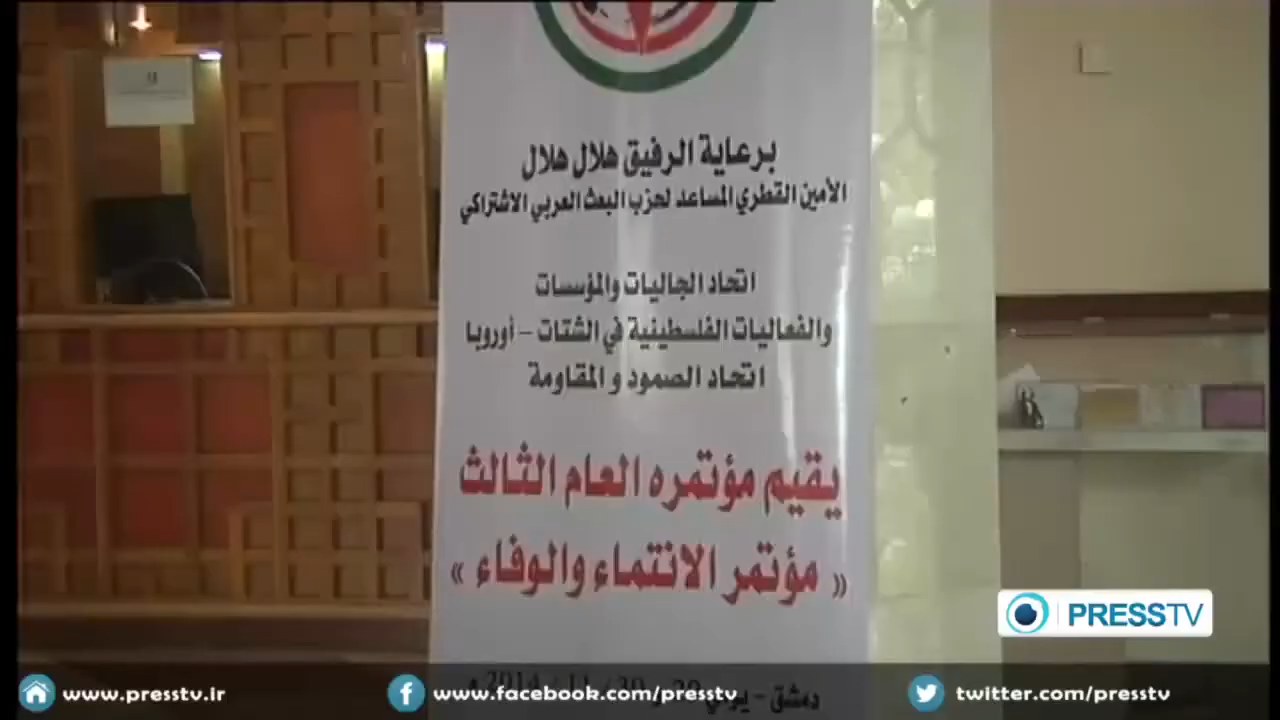 برعاية الرفيق هلال هلال
الأمين القطري المساعد لحزب البعث العربي الاشتراكي
اتحاد الجاليات والمؤسسات
والفعاليات الفلسطينية في الشتات – أوروبا
اتحاد الصمود و المقاومة
يقيم مؤتمره العام الثالث
« مؤتمر الانتماء والوفاء »
دمشق - يومي
PRESSTV
www.presstv.ir
www.facebook.com/presstv
twitter.com/presstv